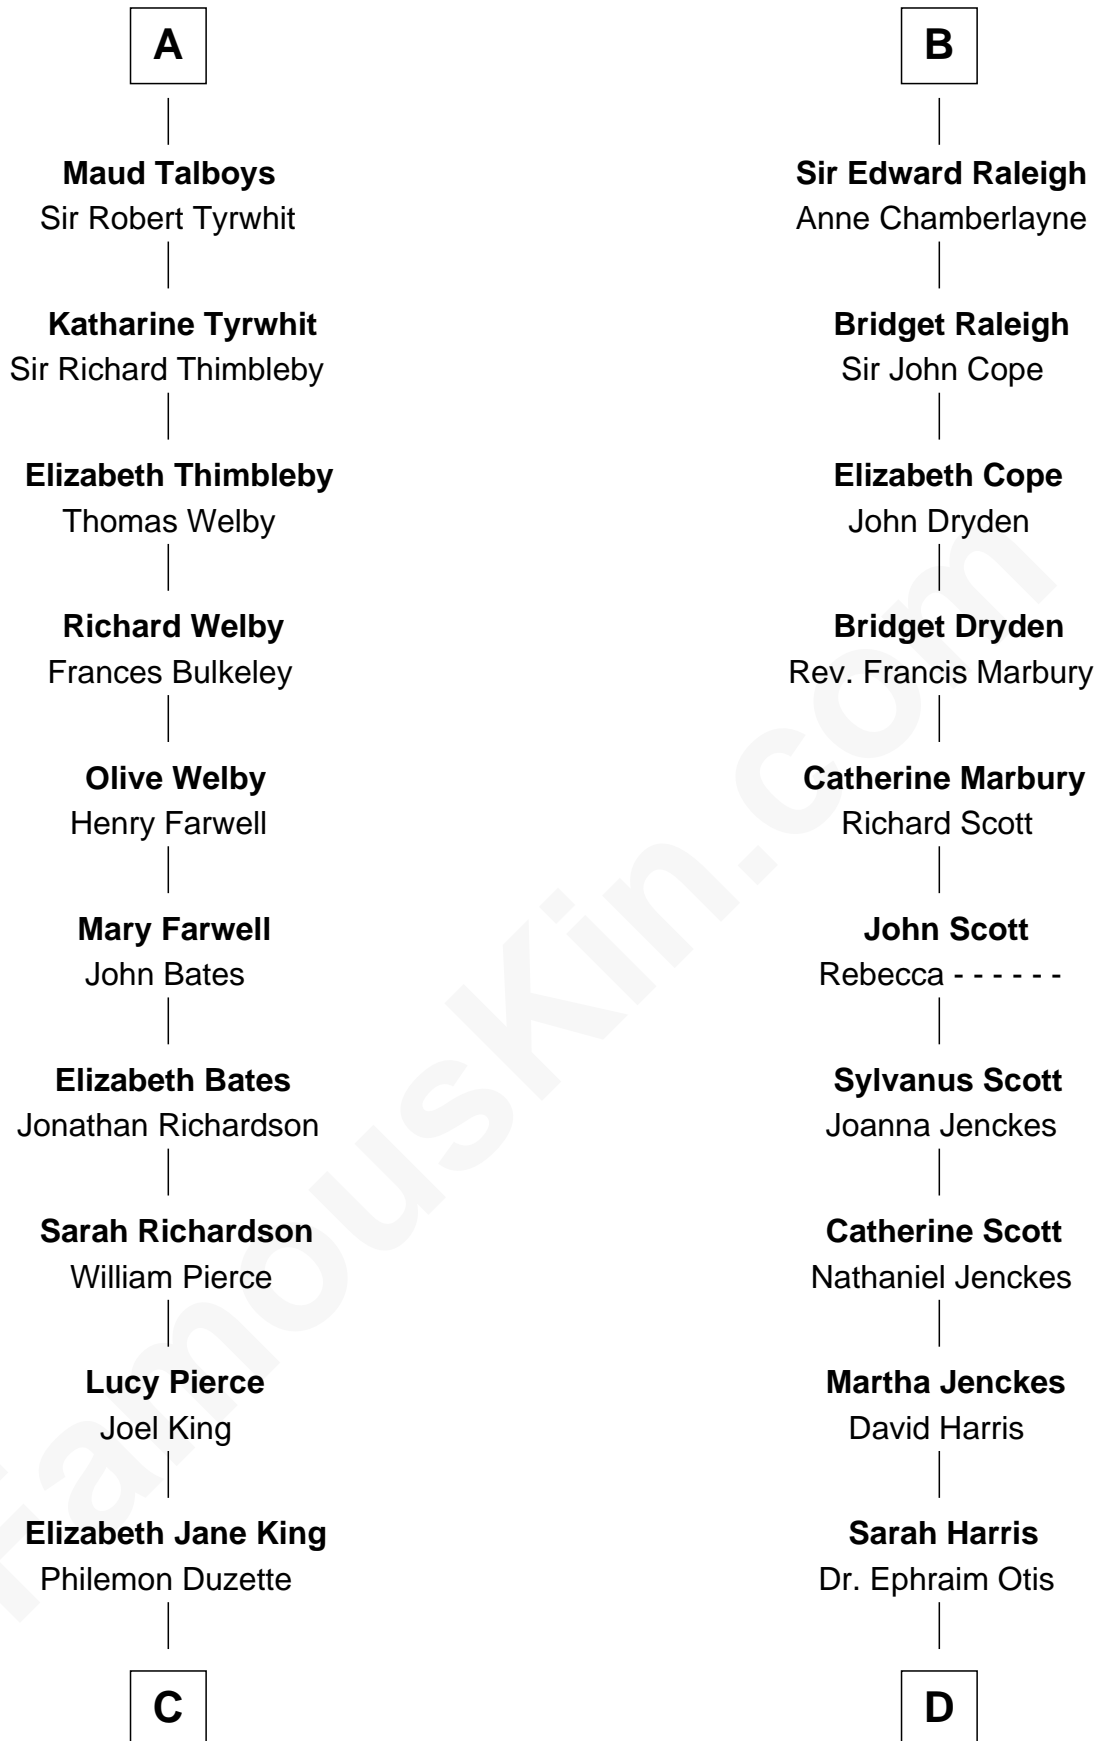 A
Maud Talboys
Sir Robert Tyrwhit
Katharine Tyrwhit
Sir Richard Thimbleby
Elizabeth Thimbleby
Thomas Welby
Richard Welby
Frances Bulkeley
Olive Welby
Henry Farwell
Mary Farwell
John Bates
Elizabeth Bates
Jonathan Richardson
Sarah Richardson
William Pierce
Lucy Pierce
Joel King
Elizabeth Jane King
Philemon Duzette
C
B
Sir Edward Raleigh
Anne Chamberlayne
Bridget Raleigh
Sir John Cope
Elizabeth Cope
John Dryden
Bridget Dryden
Rev. Francis Marbury
Catherine Marbury
Richard Scott
John Scott
Rebecca - - - - - -
Sylvanus Scott
Joanna Jenckes
Catherine Scott
Nathaniel Jenckes
Martha Jenckes
David Harris
Sarah Harris
Dr. Ephraim Otis
D
FamousKin.com